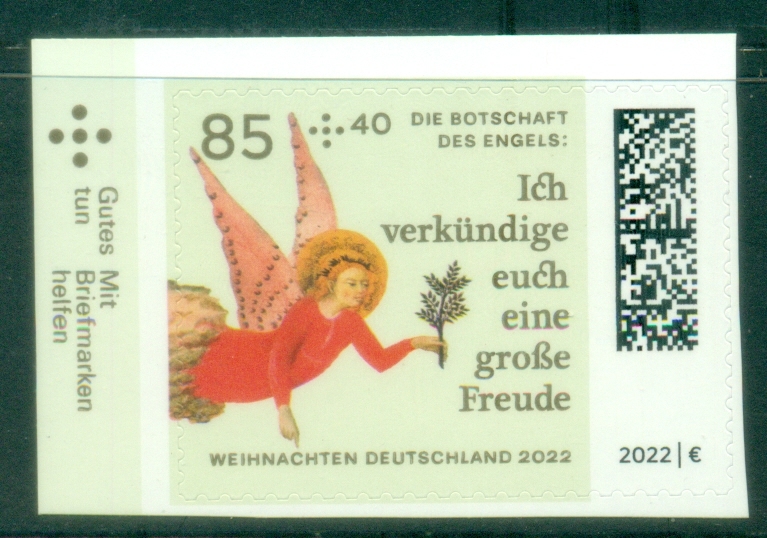 85 + 40
DIE BOTSCHAFT
DES ENGELS:
Ich
verkündige
euch
eine
große
Freude
WEIHNACHTEN DEUTSCHLAND 2022
2022 | €
Gutes
tun
Mit
Briefmarken
helfen